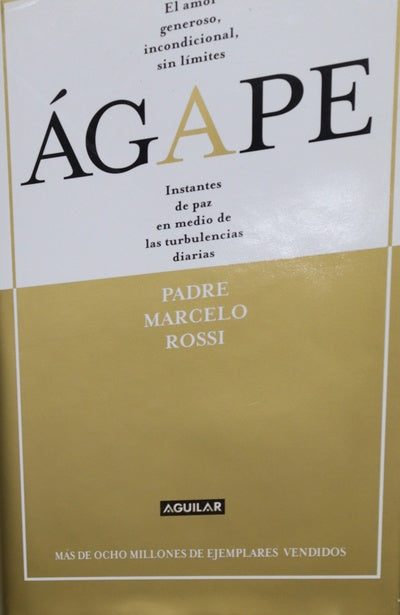 El amor
generoso,
incondicional,
sin límites
ÁGAPE
Instantes
de paz
en medio de
las turbulencias
diarias
PADRE
MARCELO
ROSSI
AGUILAR
MÁS DE OCHO MILLONES DE EJEMPLARES VENDIDOS